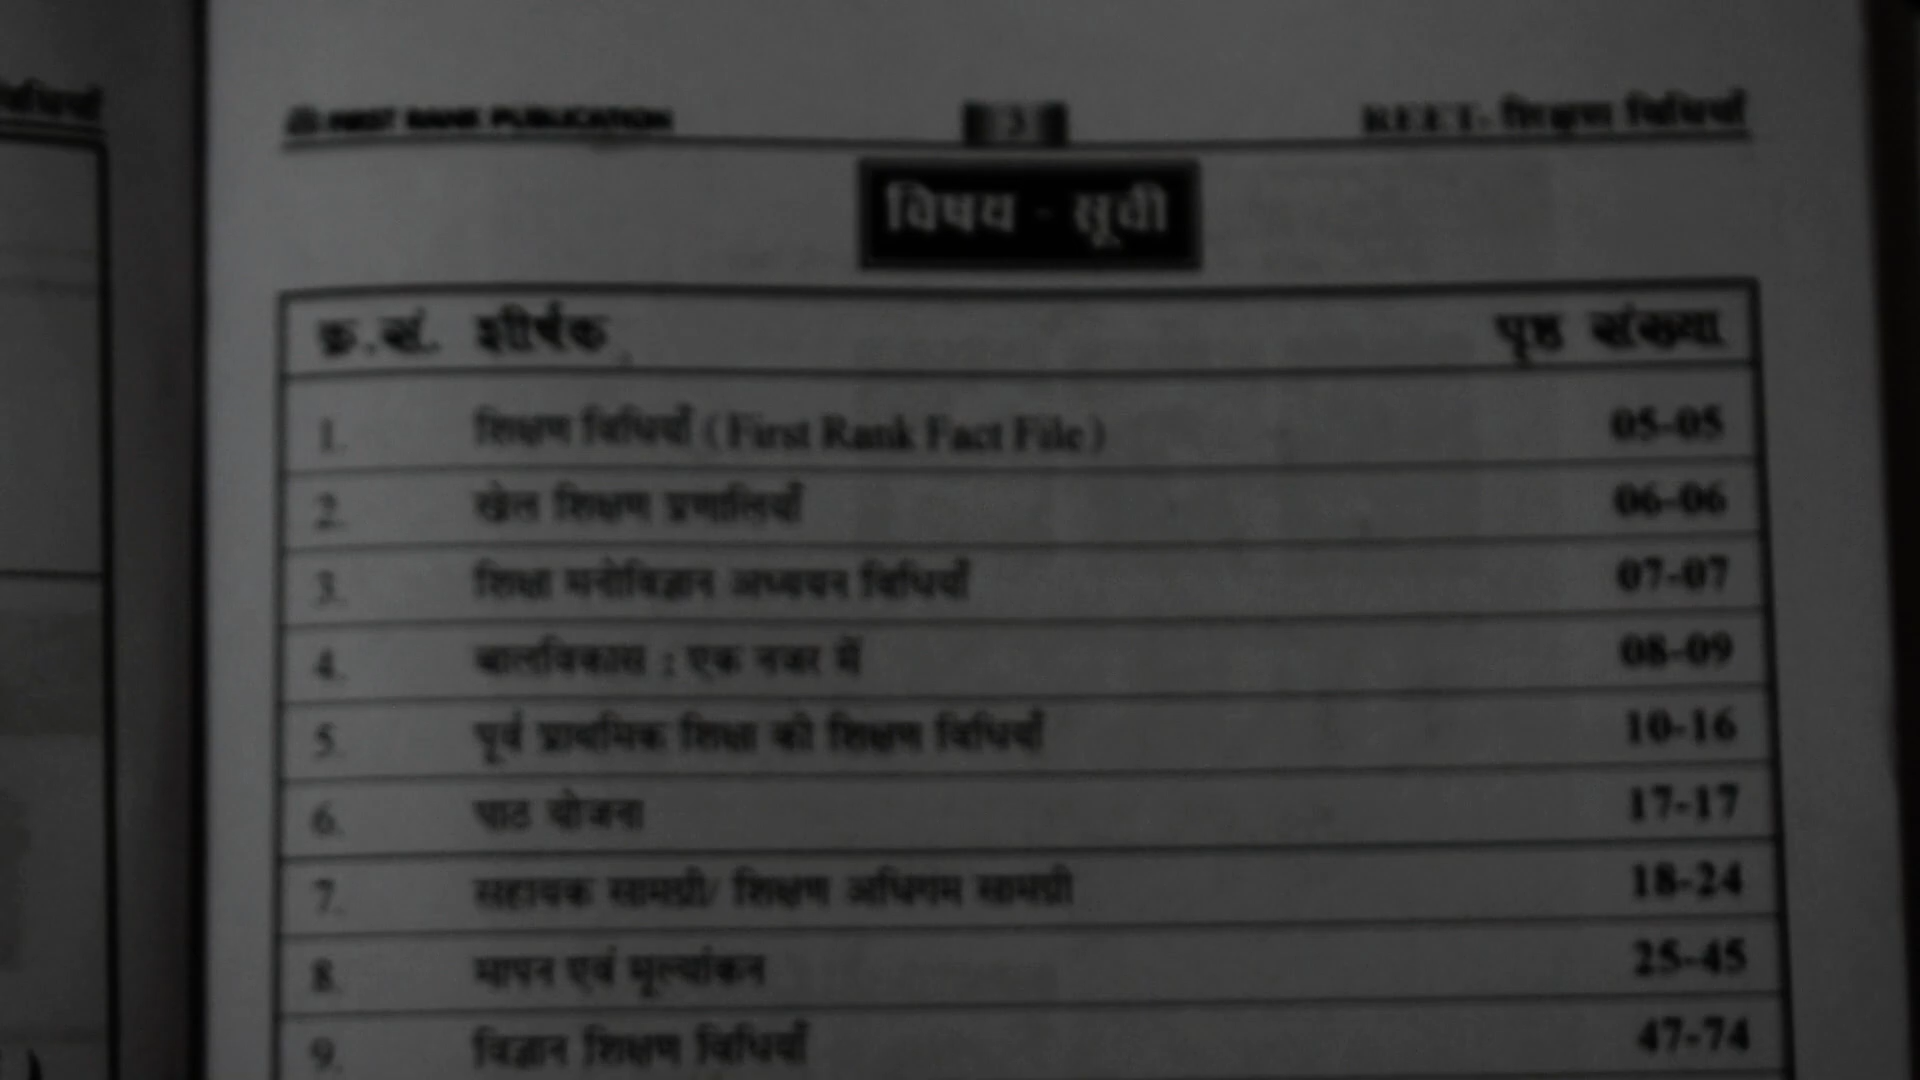 FIRST RANK PUBLICATION 3 REET- शिक्षण विधियाँ
विषय - सूची
क्र.सं. शीर्षक पृष्ठ संख्या
1. शिक्षण विधियाँ ( First Rank Fact File ) 05-05
2. खेल शिक्षण प्रणालियाँ 06-06
3. शिक्षा मनोविज्ञान अध्ययन विधियाँ 07-07
4. बालविकास : एक नजर में 08-09
5. पूर्व प्राथमिक शिक्षा की शिक्षण विधियाँ 10-16
6. पाठ योजना 17-17
7. सहायक सामग्री/ शिक्षण अधिगम सामग्री 18-24
8. मापन एवं मूल्यांकन 25-45
9. विज्ञान शिक्षण विधियाँ 47-74